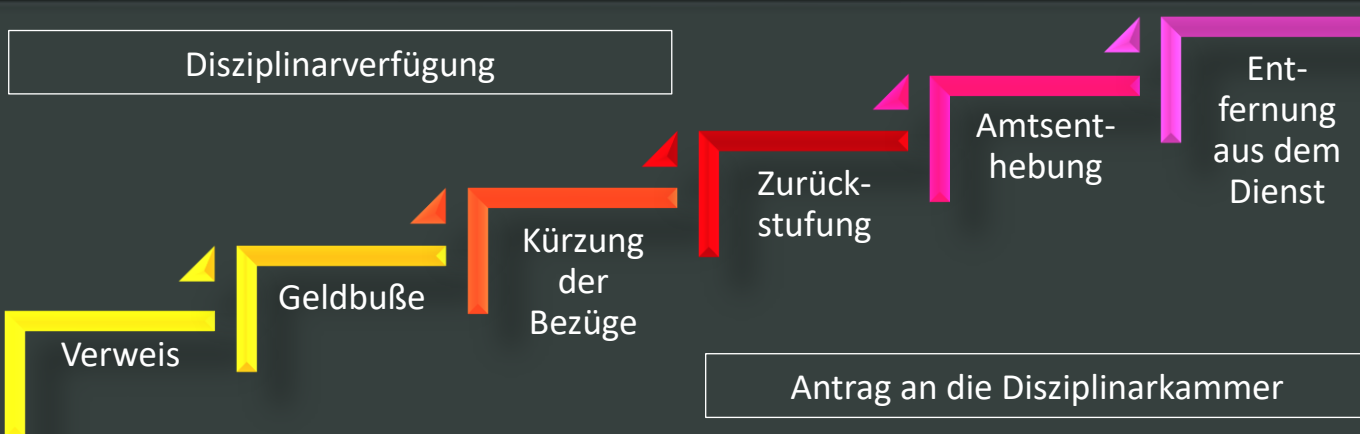 Disziplinarverfügung
Verweis
Geldbuße
Kürzung
der
Bezüge
Zurück-
stufung
Amtsent-
hebung
Ent-
fernung
aus dem
Dienst
Antrag an die Disziplinarkammer